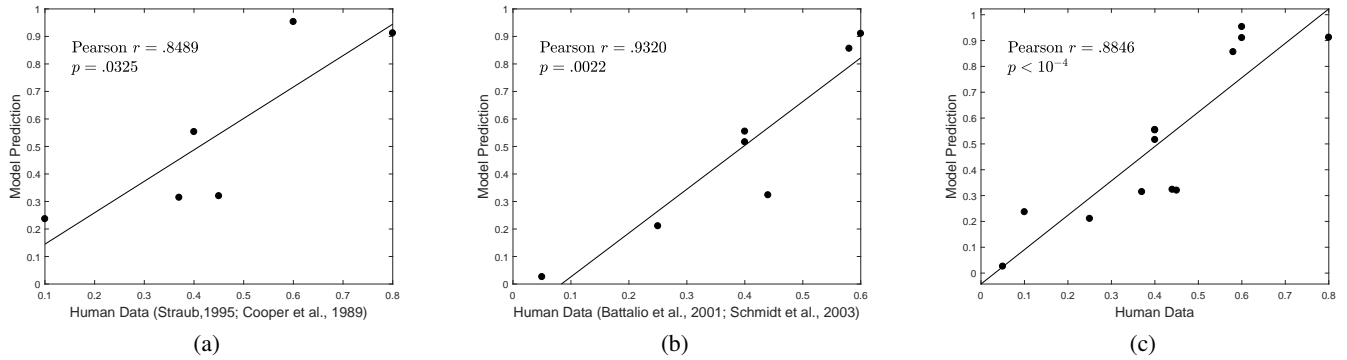 Pearson r = .8489
p = .0325
1
0.9
0.8
0.7
0.6
0.5
0.4
0.3
0.2
0.1
0
Model Prediction
0.1 0.2 0.3 0.4 0.5 0.6 0.7 0.8
Human Data (Straub,1995; Cooper et al., 1989)
(a)
Pearson r = .9320
p = .0022
1
0.9
0.8
0.7
0.6
0.5
0.4
0.3
0.2
0.1
0
Model Prediction
0 0.1 0.2 0.3 0.4 0.5 0.6
Human Data (Battalio et al., 2001; Schmidt et al., 2003)
(b)
Pearson r = .8846
p < 10⁻⁴
1
0.9
0.8
0.7
0.6
0.5
0.4
0.3
0.2
0.1
0
Model Prediction
0 0.1 0.2 0.3 0.4 0.5 0.6 0.7 0.8
Human Data
(c)